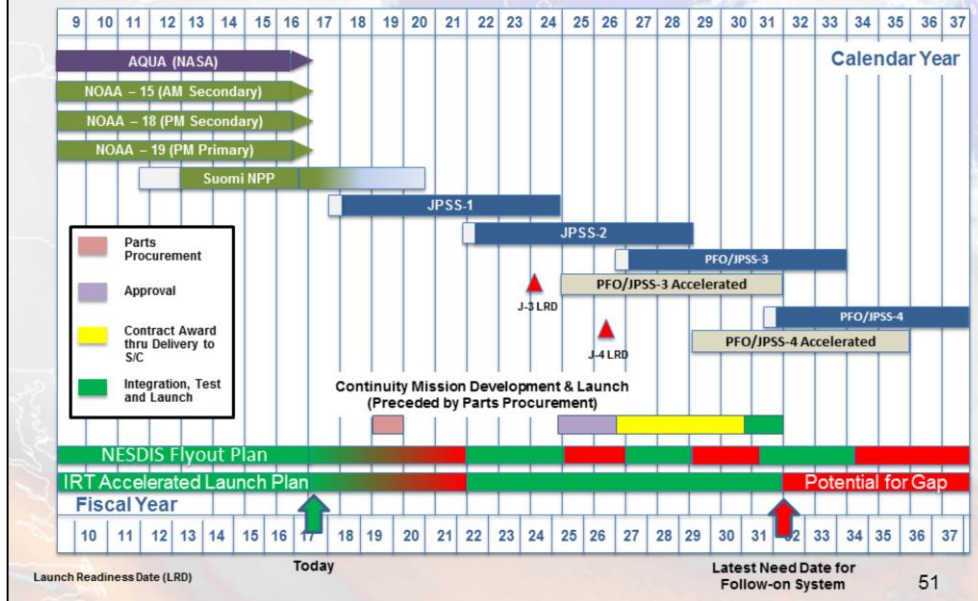 9 10 11 12 13 14 15 16 17 18 19 20 21 22 23 24 25 26 27 28 29 30 31 32 33 34 35 36 37
AQUA (NASA)
Calendar Year
NOAA – 15 (AM Secondary)
NOAA – 18 (PM Secondary)
NOAA – 19 (PM Primary)
Suomi NPP
JPSS-1
JPSS-2
Parts
Procurement
Approval
Contract Award
thru Delivery to
S/C
Integration, Test
and Launch
PFO/JPSS-3
PFO/JPSS-3 Accelerated
J-3 LRD
PFO/JPSS-4
PFO/JPSS-4 Accelerated
J-4 LRD
Continuity Mission Development & Launch
(Preceded by Parts Procurement)
NESDIS Flyout Plan
IRT Accelerated Launch Plan
Potential for Gap
Fiscal Year
10 11 12 13 14 15 16 17 18 19 20 21 22 23 24 25 26 27 28 29 30 31 32 33 34 35 36 37
Today
Latest Need Date for
Follow-on System
Launch Readiness Date (LRD)
51